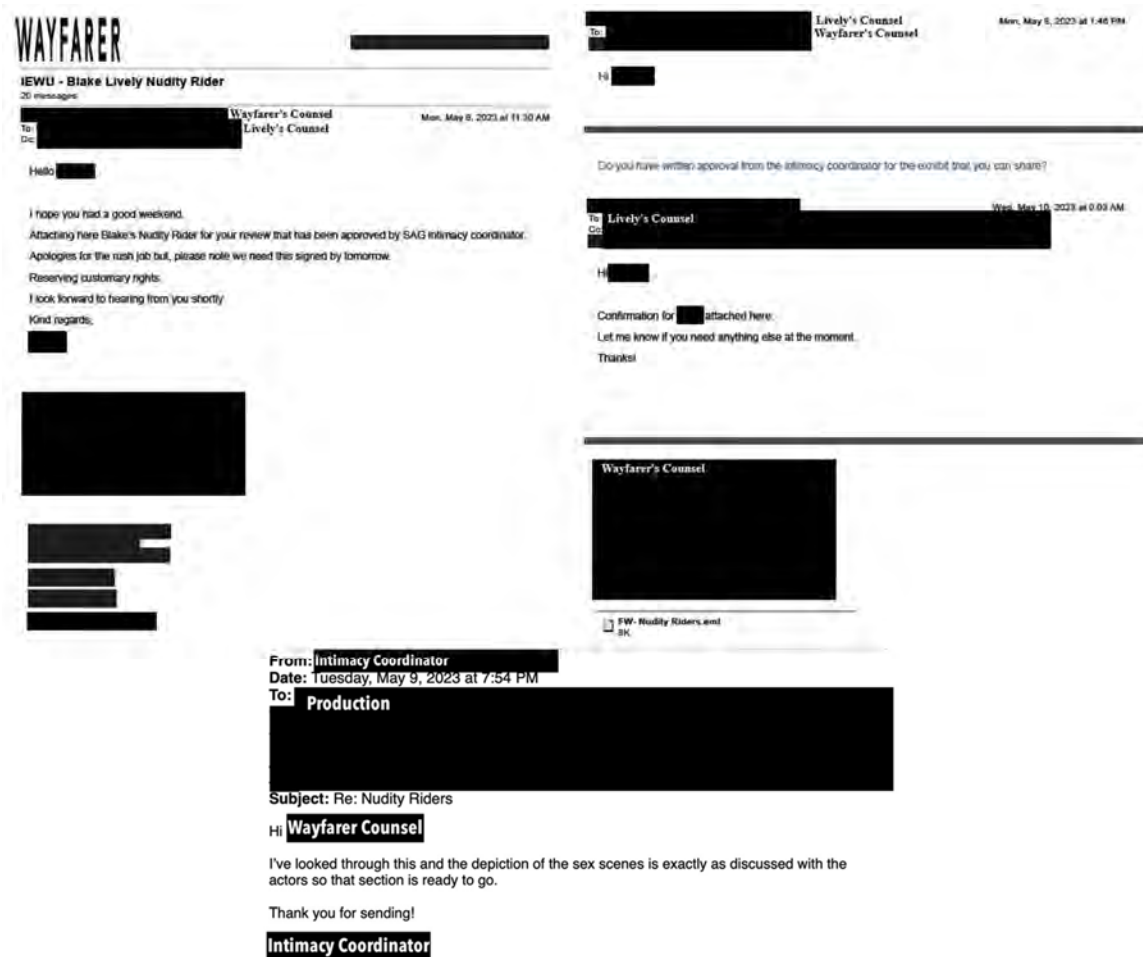 WAYFARER
IEWU - Blake Lively Nudity Rider
20 messages
Wayfarer's Counsel
Mon, May 8, 2023 at 11:30 AM
To:
Lively's Counsel
Cc:
Hello
I hope you had a good weekend.
Attaching here Blake's Nudity Rider for your review that has been approved by SAG intimacy coordinator.
Apologies for the rush job but, please note we need this signed by tomorrow.
Reserving customary rights.
I look forward to hearing from you shortly
Kind regards,
Lively's Counsel
Mon, May 8, 2023 at 1:46 PM
To:
Wayfarer's Counsel
Hi
Do you have written approval from the intimacy coordinator for the exhibit that you can share?
Wed, May 10, 2023 at 0:03 AM
To: Lively's Counsel
Cc:
Hi
Confirmation for attached here.
Let me know if you need anything else at the moment.
Thanks!
Wayfarer's Counsel
FW- Nudity Riders.eml
8K
From: Intimacy Coordinator
Date: Tuesday, May 9, 2023 at 7:54 PM
To:
Production
Subject: Re: Nudity Riders
Hi Wayfarer Counsel
I've looked through this and the depiction of the sex scenes is exactly as discussed with the
actors so that section is ready to go.
Thank you for sending!
Intimacy Coordinator